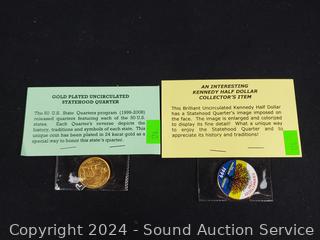 GOLD PLATED UNCIRCULATED
STATEHOOD QUARTER
The 50 U.S. State Quarters program (1999-2008)
released quarters featuring each of the 50 U.S.
states. Each Quarter's reverse depicts the
history, traditions and symbols of each state. This
unique coin has been plated in 24 karat gold as a
special way to honor this state's quarter.
AN INTERESTING
KENNEDY HALF DOLLAR
COLLECTOR'S ITEM
This Brilliant Uncirculated Kennedy Half Dollar
has a Statehood Quarter's image imposed on
the face. The image is enlarged and colorized
to display its fine detail! What a unique way
to enjoy the Statehood Quarter and to
appreciate its history and traditions!
Copyright 2024 - Sound Auction Service